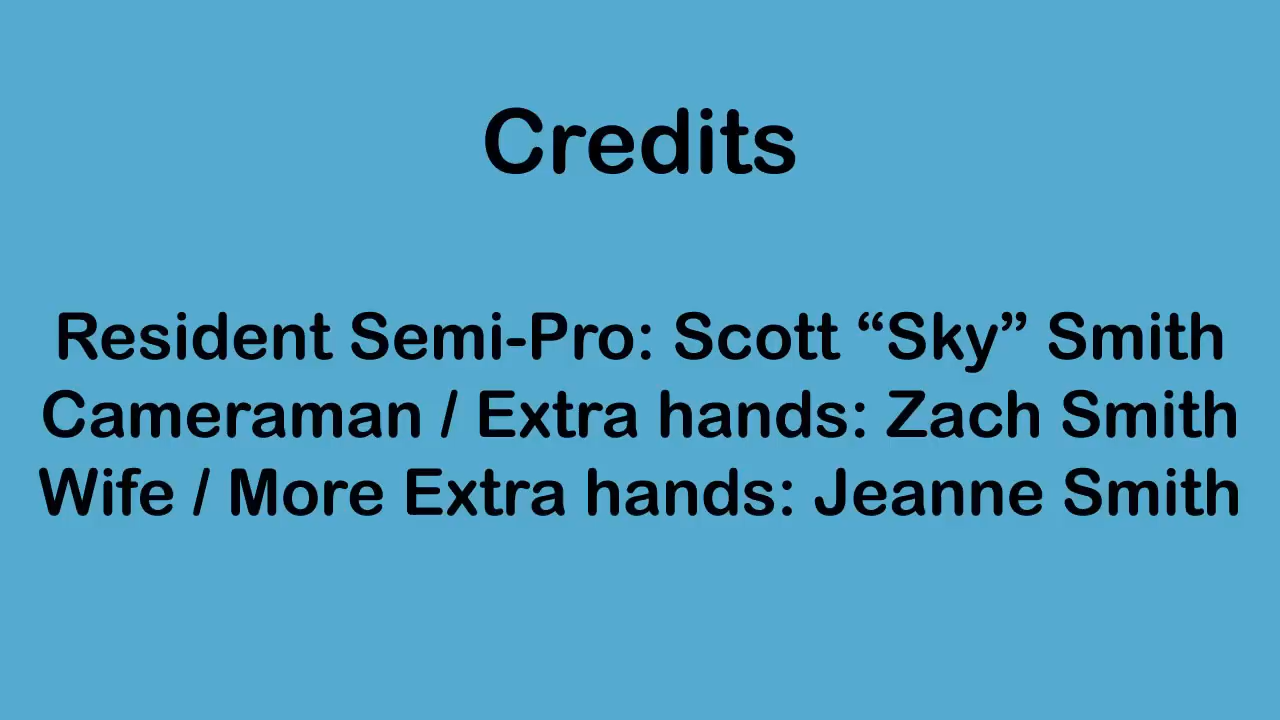 Credits
Resident Semi-Pro: Scott “Sky” Smith
Cameraman / Extra hands: Zach Smith
Wife / More Extra hands: Jeanne Smith